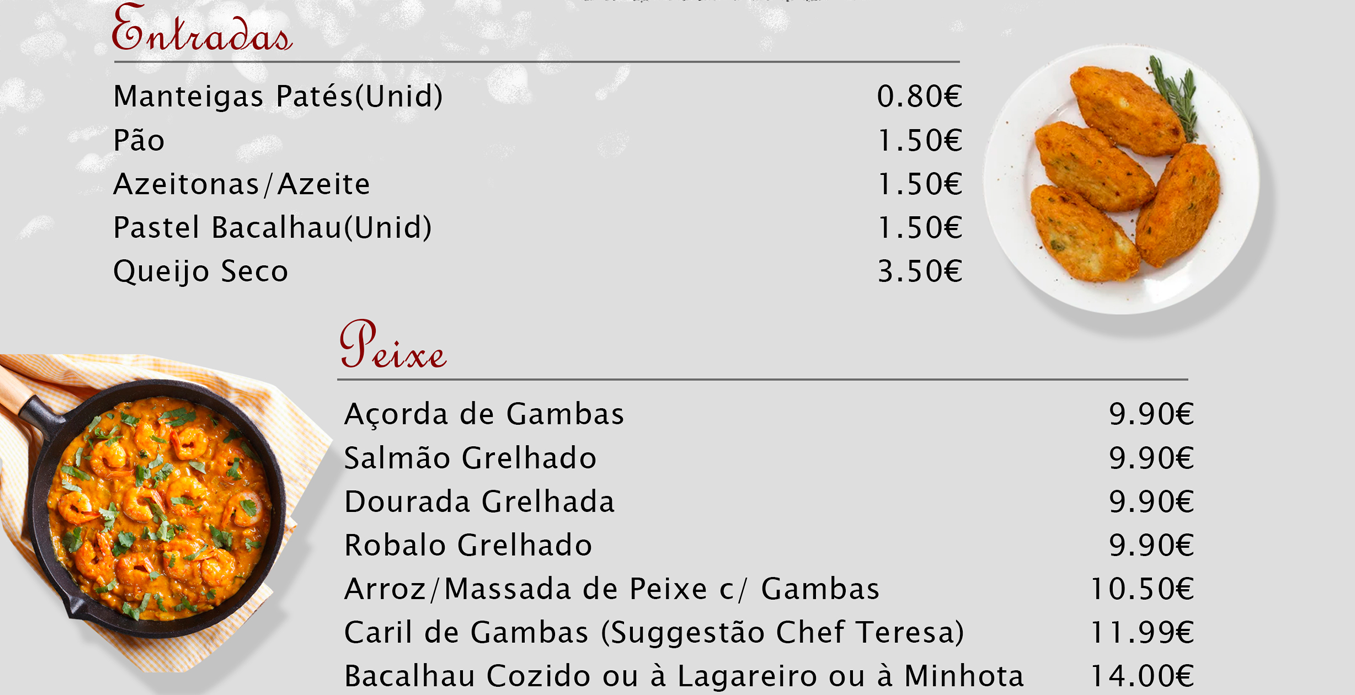 Entradas
Manteigas Patés(Unid) 0.80€
Pão 1.50€
Azeitonas/Azeite 1.50€
Pastel Bacalhau(Unid) 1.50€
Queijo Seco 3.50€
Peixe
Açorda de Gambas 9.90€
Salmão Grelhado 9.90€
Dourada Grelhada 9.90€
Robalo Grelhado 9.90€
Arroz/Massada de Peixe c/ Gambas 10.50€
Caril de Gambas (Suggestão Chef Teresa) 11.99€
Bacalhau Cozido ou à Lagareiro ou à Minhota 14.00€